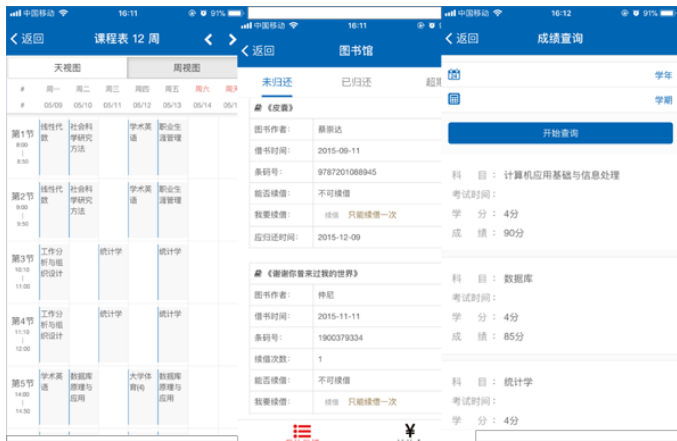 中国移动 16:11 91%
返回 课程表 12 周
天视图 周视图
# 周一 周二 周三 周四 周五 周六
# 05/09 05/10 05/11 05/12 05/13 05/14
第1节
8:00
|
8:50
线性代数
社会科学研究方法
学术英语
职业生涯管理
第2节
9:00
|
9:50
线性代数
社会科学研究方法
学术英语
职业生涯管理
第3节
10:10
|
11:00
工作分析与组织设计
统计学
统计学
第4节
11:10
|
12:00
工作分析与组织设计
统计学
统计学
第5节
14:00
|
14:50
学术英语
数据库原理与应用
大学体育(4)
数据库原理与应用
中国移动 16:11
返回 图书馆
未归还 已归还 超期
《皮囊》
图书作者: 蔡崇达
借书时间: 2015-09-11
条码号: 9787201088945
能否续借: 不可续借
我要续借: 续借 只能续借一次
应归还时间: 2015-12-09
《谢谢你曾来过我的世界》
图书作者: 仲尼
借书时间: 2015-11-11
条码号: 1900379334
续借次数: 1
能否续借: 不可续借
我要续借: 续借 只能续借一次
¥
中国移动 16:12 91%
返回 成绩查询
学年
学期
开始查询
科 目: 计算机应用基础与信息处理
考试时间:
学 分: 4分
成 绩: 90分
科 目: 数据库
考试时间:
学 分: 4分
成 绩: 85分
科 目: 统计学
考试时间:
学 分: 4分